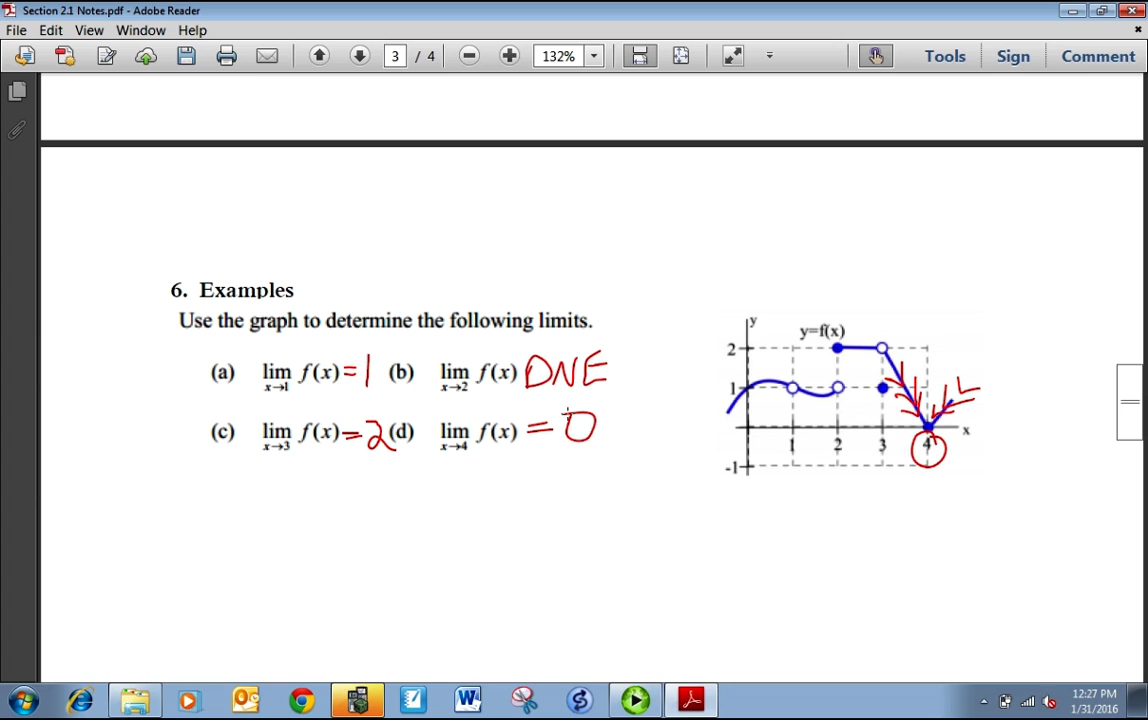 Section 2.1 Notes.pdf - Adobe Reader
File Edit View Window Help
3 / 4 132% Tools Sign Comment
6. Examples
Use the graph to determine the following limits.
(a) lim x→1 f(x) = 1 (b) lim x→2 f(x) DNE
(c) lim x→3 f(x) = 2 (d) lim x→4 f(x) = 0
y
y=f(x)
2
1
1 2 3 4 x
-1
12:27 PM
1/31/2016